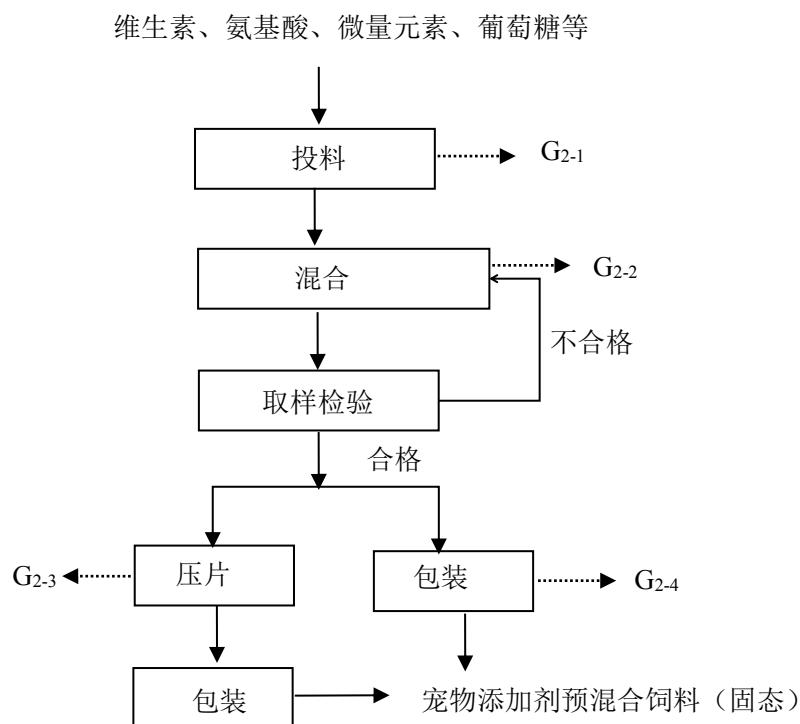 维生素、氨基酸、微量元素、葡萄糖等
投料
G2-1
混合
G2-2
不合格
取样检验
合格
G2-3
压片
包装
G2-4
包装
宠物添加剂预混合饲料（固态）